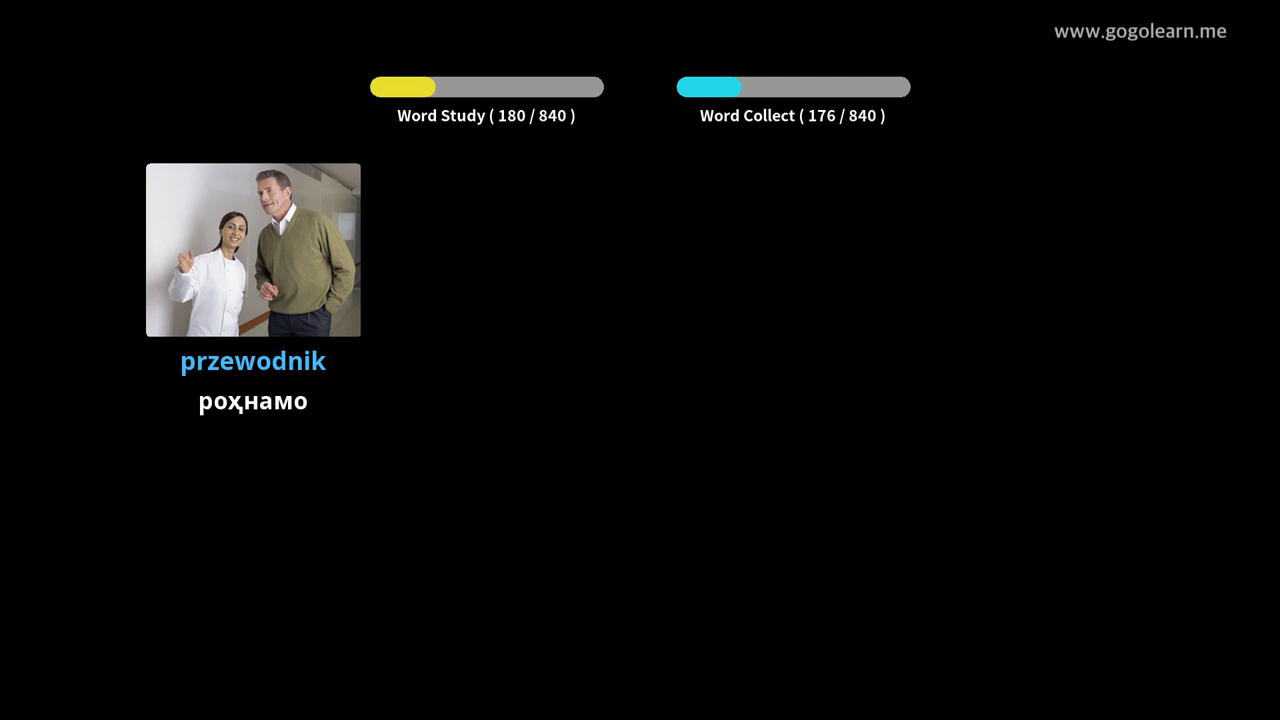 www.gogolearn.me
Word Study ( 180 / 840 )
Word Collect ( 176 / 840 )
przewodnik
роҳнамо